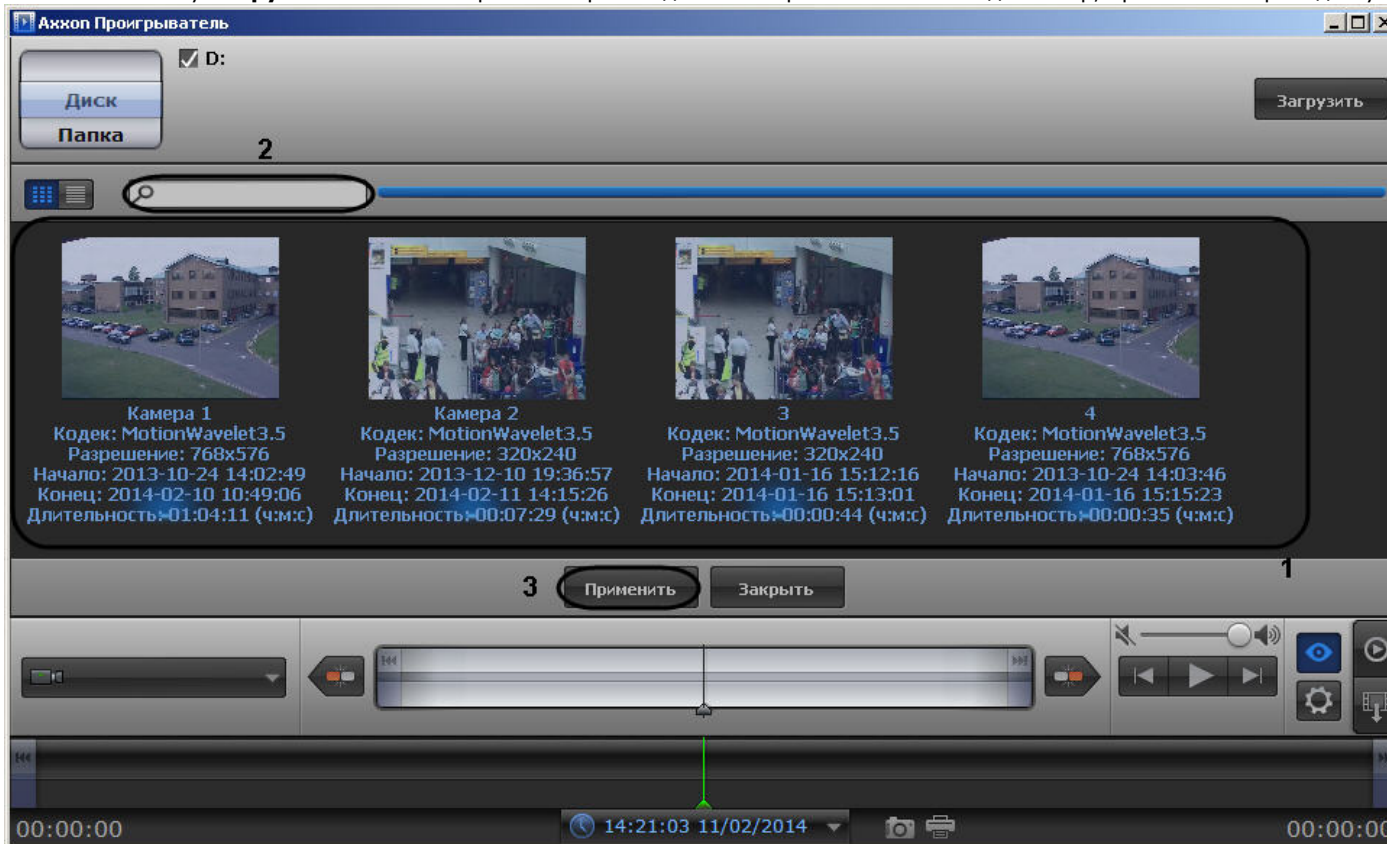 Аххоn Проигрыватель
D:
Диск
Папка
Загрузить
2
Камера 1
Кодек: MotionWavelet3.5
Разрешение: 768x576
Начало: 2013-10-24 14:02:49
Конец: 2014-02-10 10:49:06
Длительность: 01:04:11 (ч:м:с)
Камера 2
Кодек: MotionWavelet3.5
Разрешение: 320x240
Начало: 2013-12-10 19:36:57
Конец: 2014-02-11 14:15:26
Длительность: 00:07:29 (ч:м:с)
3
Кодек: MotionWavelet3.5
Разрешение: 320x240
Начало: 2014-01-16 15:12:16
Конец: 2014-01-16 15:13:01
Длительность: 00:00:44 (ч:м:с)
4
Кодек: MotionWavelet3.5
Разрешение: 768x576
Начало: 2013-10-24 14:03:46
Конец: 2014-01-16 15:15:23
Длительность: 00:00:35 (ч:м:с)
1
3
Применить
Закрыть
00:00:00
14:21:03 11/02/2014
00:00:00